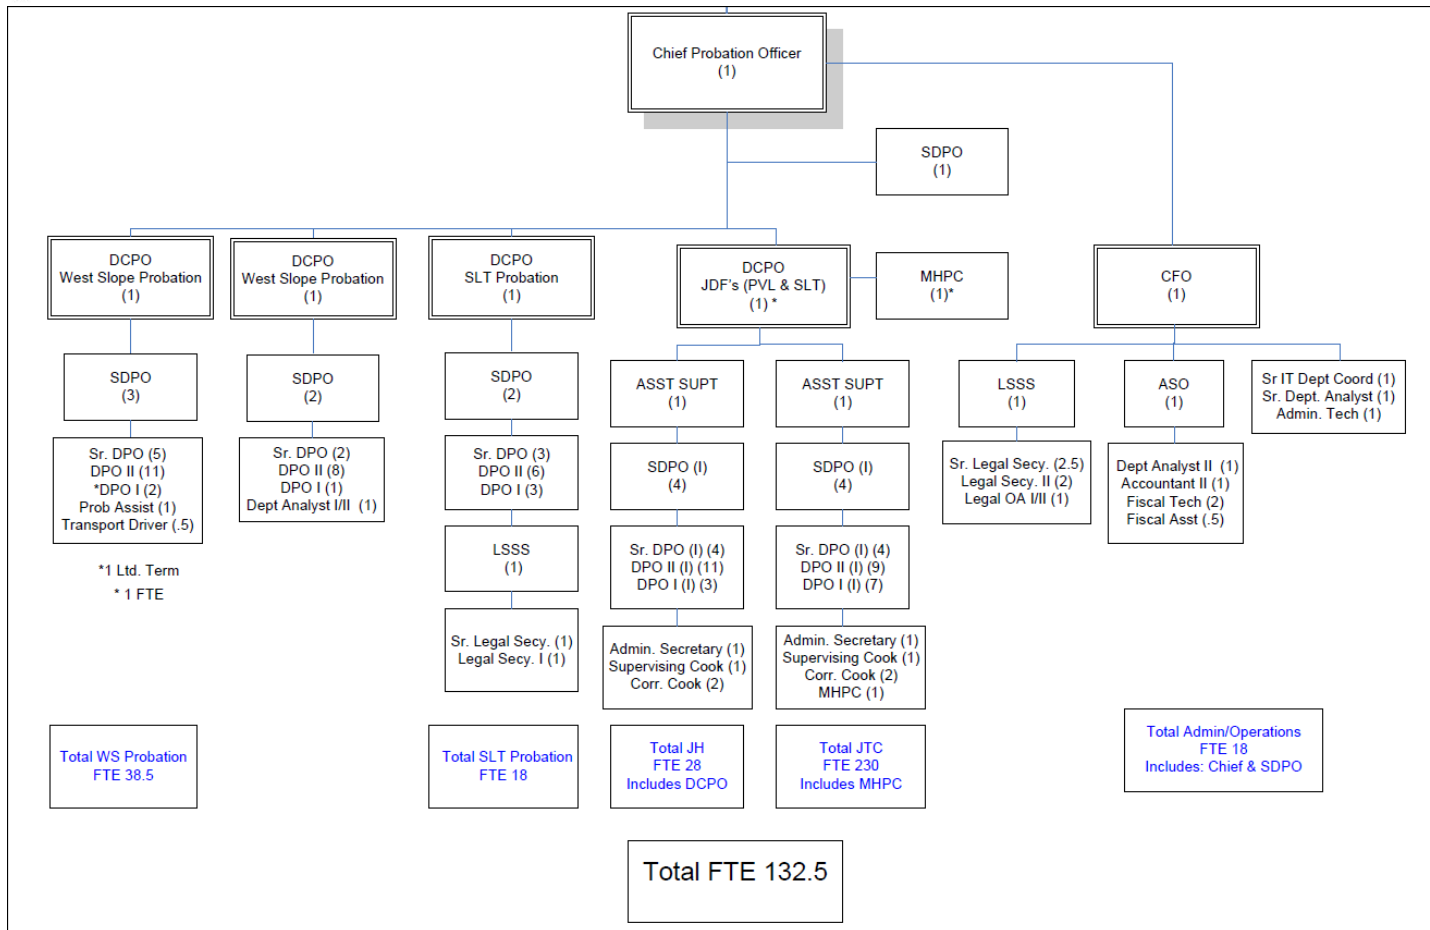 Chief Probation Officer
(1)
SDPO
(1)
DCPO
West Slope Probation
(1)
DCPO
West Slope Probation
(1)
DCPO
SLT Probation
(1)
DCPO
JDF's (PVL & SLT)
(1) *
MHPC
(1)*
CFO
(1)
SDPO
(3)
SDPO
(2)
SDPO
(2)
ASST SUPT
(1)
ASST SUPT
(1)
LSSS
(1)
ASO
(1)
Sr IT Dept Coord (1)
Sr. Dept. Analyst (1)
Admin. Tech (1)
Sr. DPO (5)
DPO II (11)
*DPO I (2)
Prob Assist (1)
Transport Driver (.5)
*1 Ltd. Term
* 1 FTE
Sr. DPO (2)
DPO II (8)
DPO I (1)
Dept Analyst I/II (1)
Sr. DPO (3)
DPO II (6)
DPO I (3)
LSSS
(1)
Sr. Legal Secy. (1)
Legal Secy. I (1)
SDPO (I)
(4)
Sr. DPO (I) (4)
DPO II (I) (11)
DPO I (I) (3)
Admin. Secretary (1)
Supervising Cook (1)
Corr. Cook (2)
SDPO (I)
(4)
Sr. DPO (I) (4)
DPO II (I) (9)
DPO I (I) (7)
Admin. Secretary (1)
Supervising Cook (1)
Corr. Cook (2)
MHPC (1)
Sr. Legal Secy. (2.5)
Legal Secy. II (2)
Legal OA I/II (1)
Dept Analyst II (1)
Accountant II (1)
Fiscal Tech (2)
Fiscal Asst (.5)
Total WS Probation
FTE 38.5
Total SLT Probation
FTE 18
Total JH
FTE 28
Includes DCPO
Total JTC
FTE 230
Includes MHPC
Total Admin/Operations
FTE 18
Includes: Chief & SDPO
Total FTE 132.5